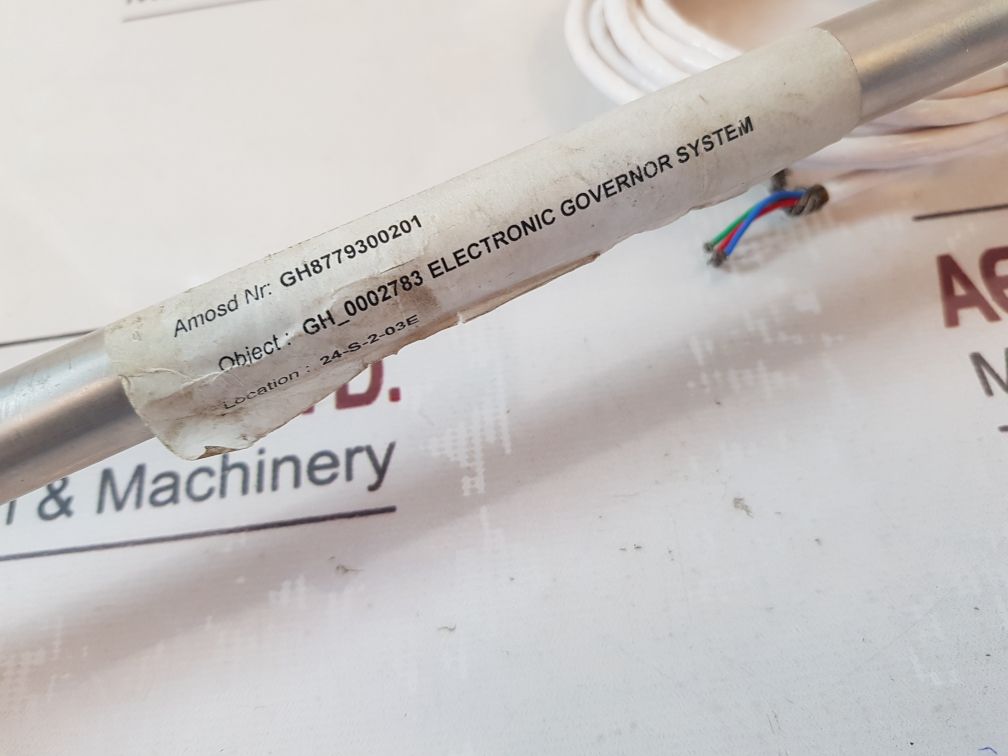 Amosd Nr: GH8779300201
Object : GH_0002783 ELECTRONIC GOVERNOR SYSTEM
Location : 24-S-2-03E
D.
& Machinery